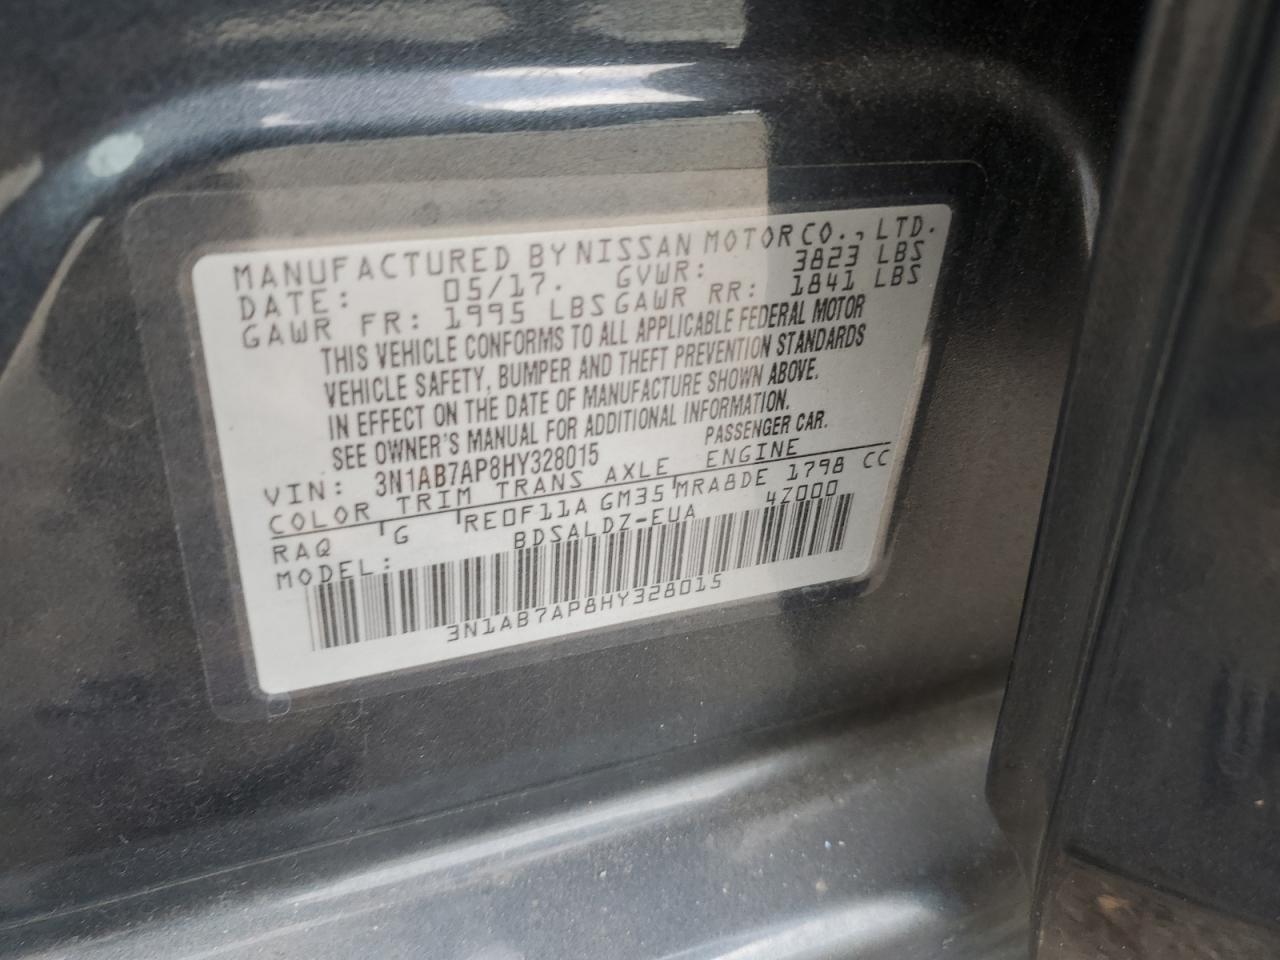 MANUFACTURED BY NISSAN MOTOR CO., LTD.
DATE: 05/17. GVWR: 3823 LBS
GAWR FR: 1995 LBS GAWR RR: 1841 LBS
THIS VEHICLE CONFORMS TO ALL APPLICABLE FEDERAL MOTOR
VEHICLE SAFETY, BUMPER AND THEFT PREVENTION STANDARDS
IN EFFECT ON THE DATE OF MANUFACTURE SHOWN ABOVE.
SEE OWNER'S MANUAL FOR ADDITIONAL INFORMATION.
VIN: 3N1AB7AP8HY328015 PASSENGER CAR.
COLOR TRIM TRANS AXLE ENGINE
RAQ G RE0F11A GM35 MRA8DE 1798 CC
MODEL: BDSALDZ-EUA 4Z000
3N1AB7AP8HY328015